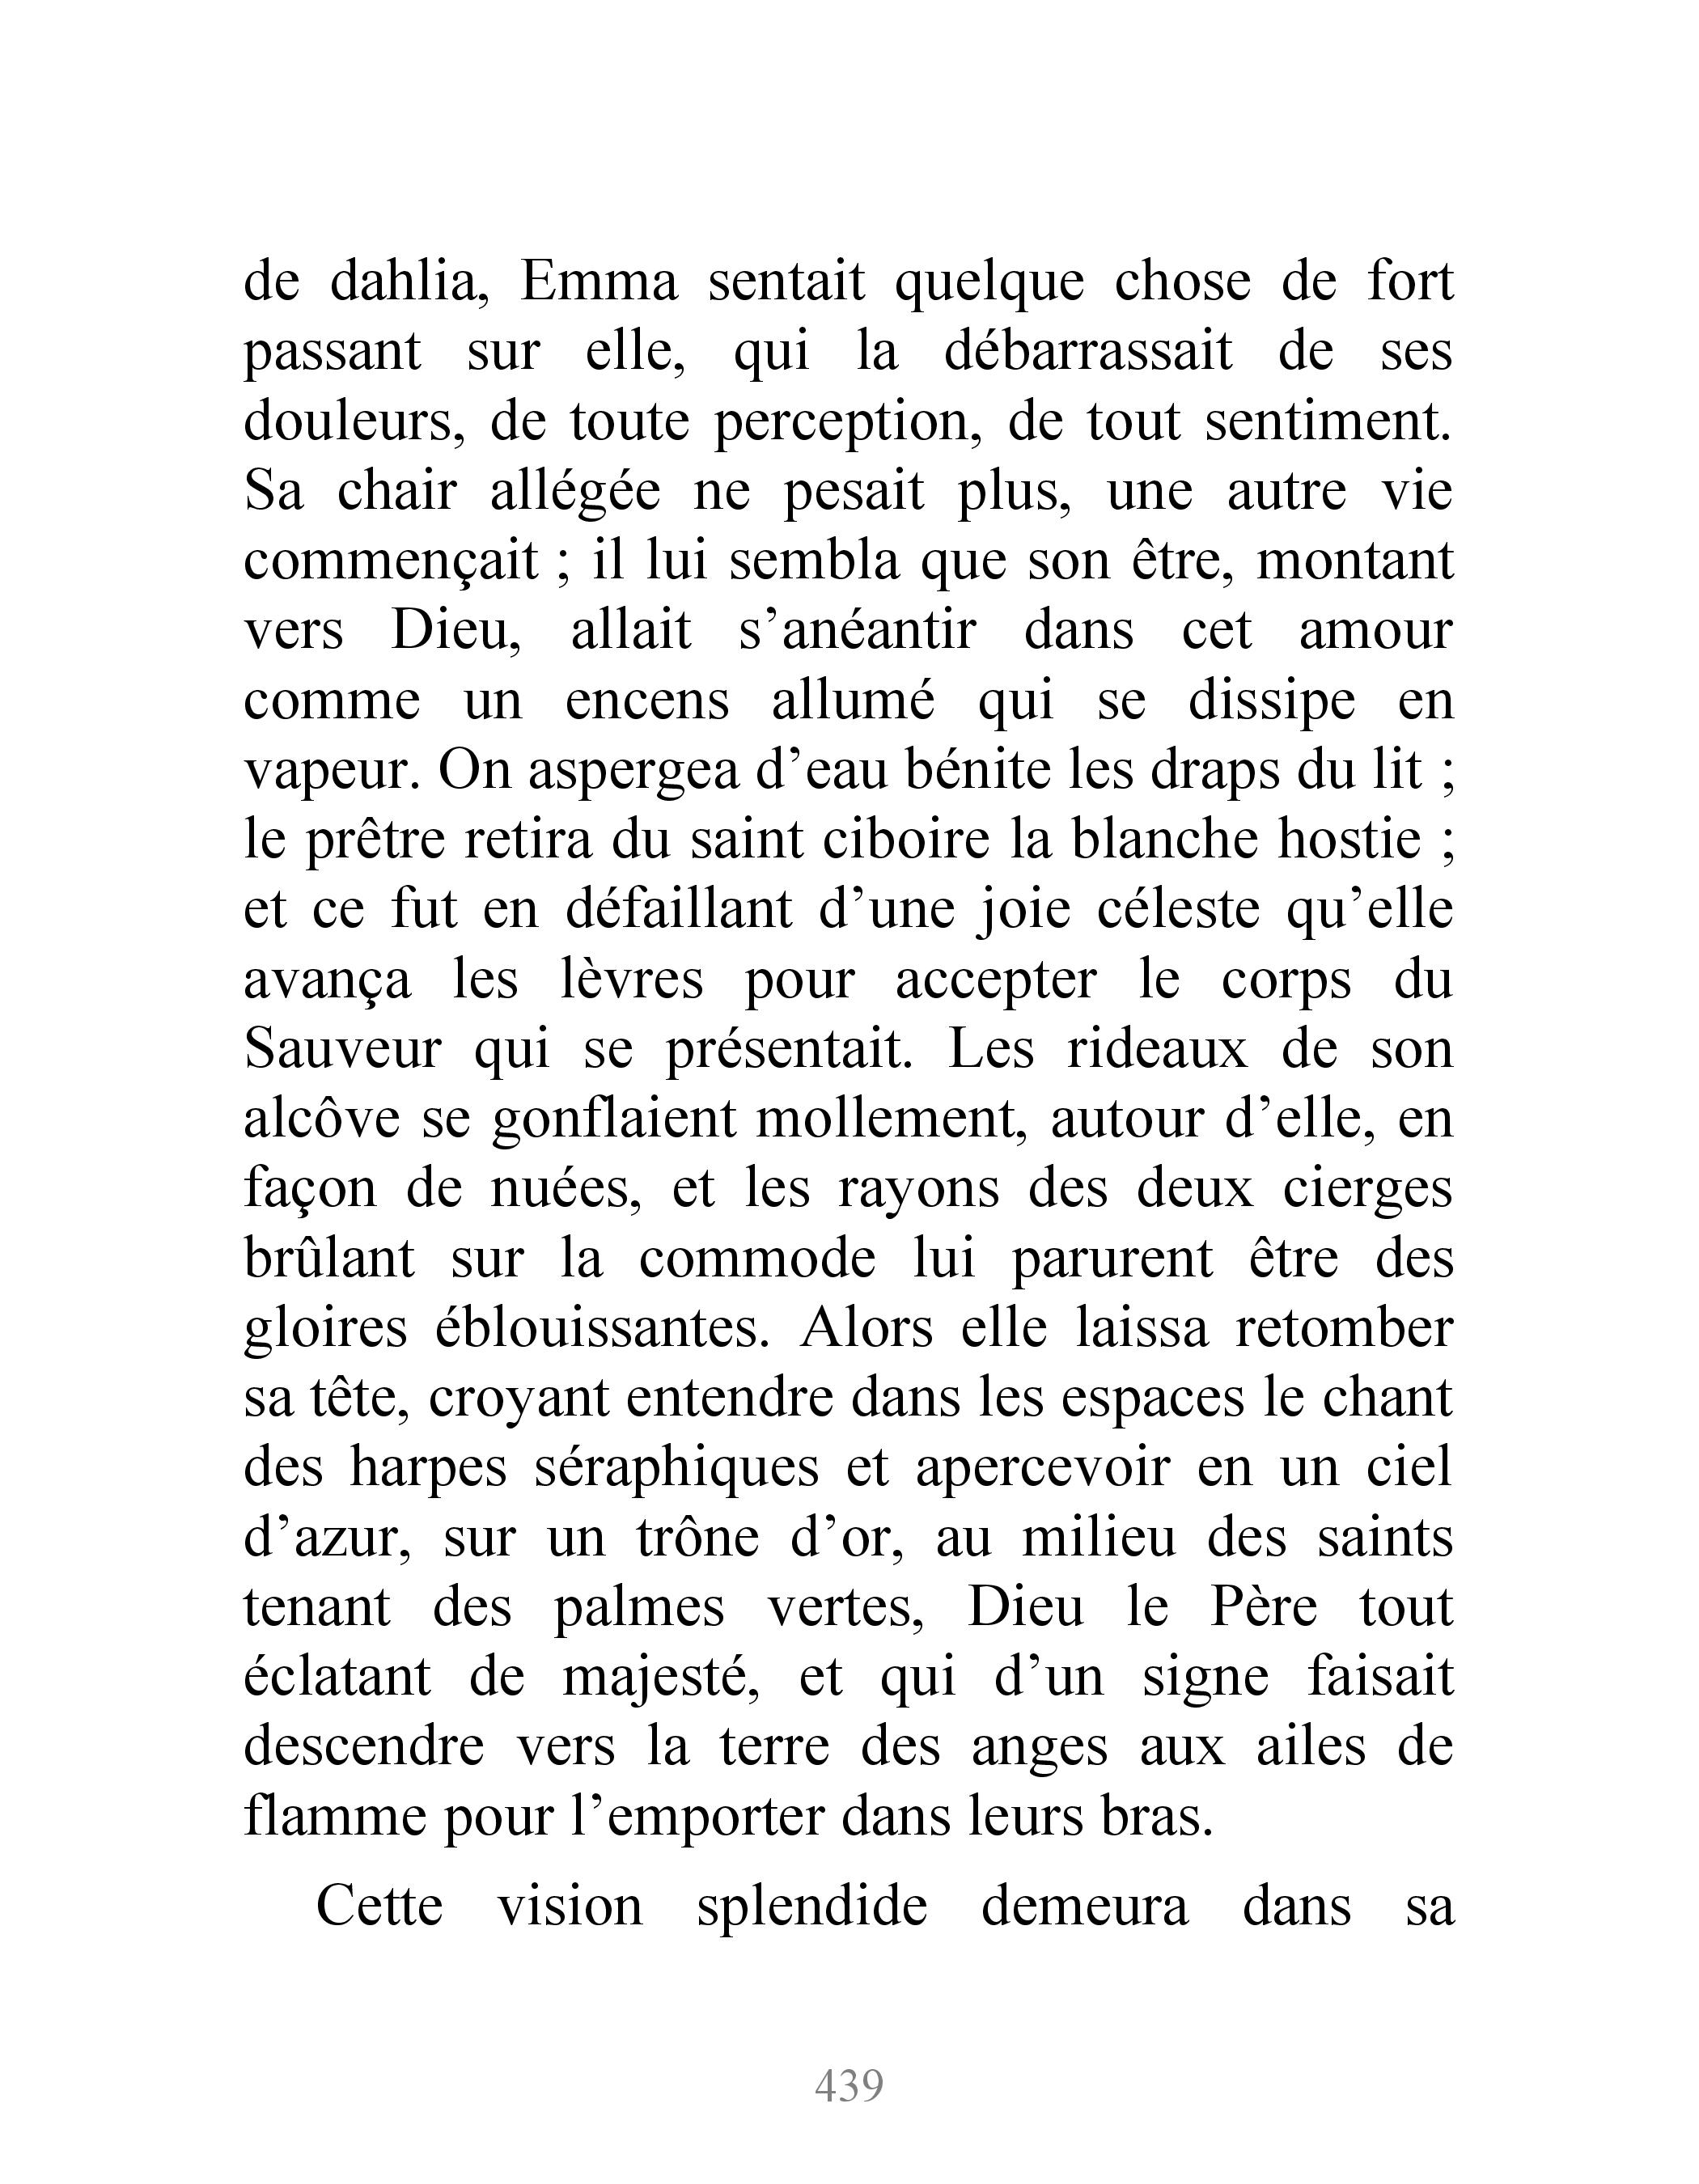 de dahlia, Emma sentait quelque chose de fort
passant sur elle, qui la débarrassait de ses
douleurs, de toute perception, de tout sentiment.
Sa chair allégée ne pesait plus, une autre vie
commençait ; il lui sembla que son être, montant
vers Dieu, allait s’anéantir dans cet amour
comme un encens allumé qui se dissipe en
vapeur. On aspergea d’eau bénite les draps du lit ;
le prêtre retira du saint ciboire la blanche hostie ;
et ce fut en défaillant d’une joie céleste qu’elle
avança les lèvres pour accepter le corps du
Sauveur qui se présentait. Les rideaux de son
alcôve se gonflaient mollement, autour d’elle, en
façon de nuées, et les rayons des deux cierges
brûlant sur la commode lui parurent être des
gloires éblouissantes. Alors elle laissa retomber
sa tête, croyant entendre dans les espaces le chant
des harpes séraphiques et apercevoir en un ciel
d’azur, sur un trône d’or, au milieu des saints
tenant des palmes vertes, Dieu le Père tout
éclatant de majesté, et qui d’un signe faisait
descendre vers la terre des anges aux ailes de
flamme pour l’emporter dans leurs bras.
Cette vision splendide demeura dans sa
439